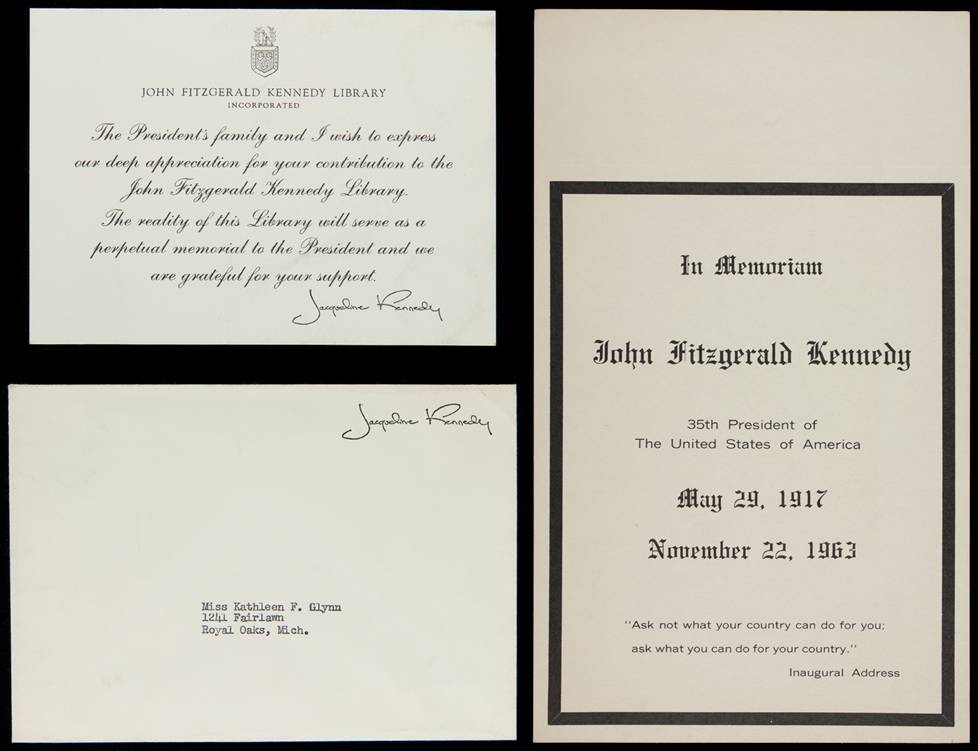 JOHN FITZGERALD KENNEDY LIBRARY
INCORPORATED
The President's family and I wish to express
our deep appreciation for your contribution to the
John Fitzgerald Kennedy Library.
The reality of this Library will serve as a
perpetual memorial to the President and we
are grateful for your support.
Jacqueline Kennedy
Jacqueline Kennedy
Miss Kathleen F. Glynn
1241 Fairlawn
Royal Oaks, Mich.
In Memoriam
John Fitzgerald Kennedy
35th President of
The United States of America
May 29, 1917
November 22, 1963
"Ask not what your country can do for you;
ask what you can do for your country."
Inaugural Address